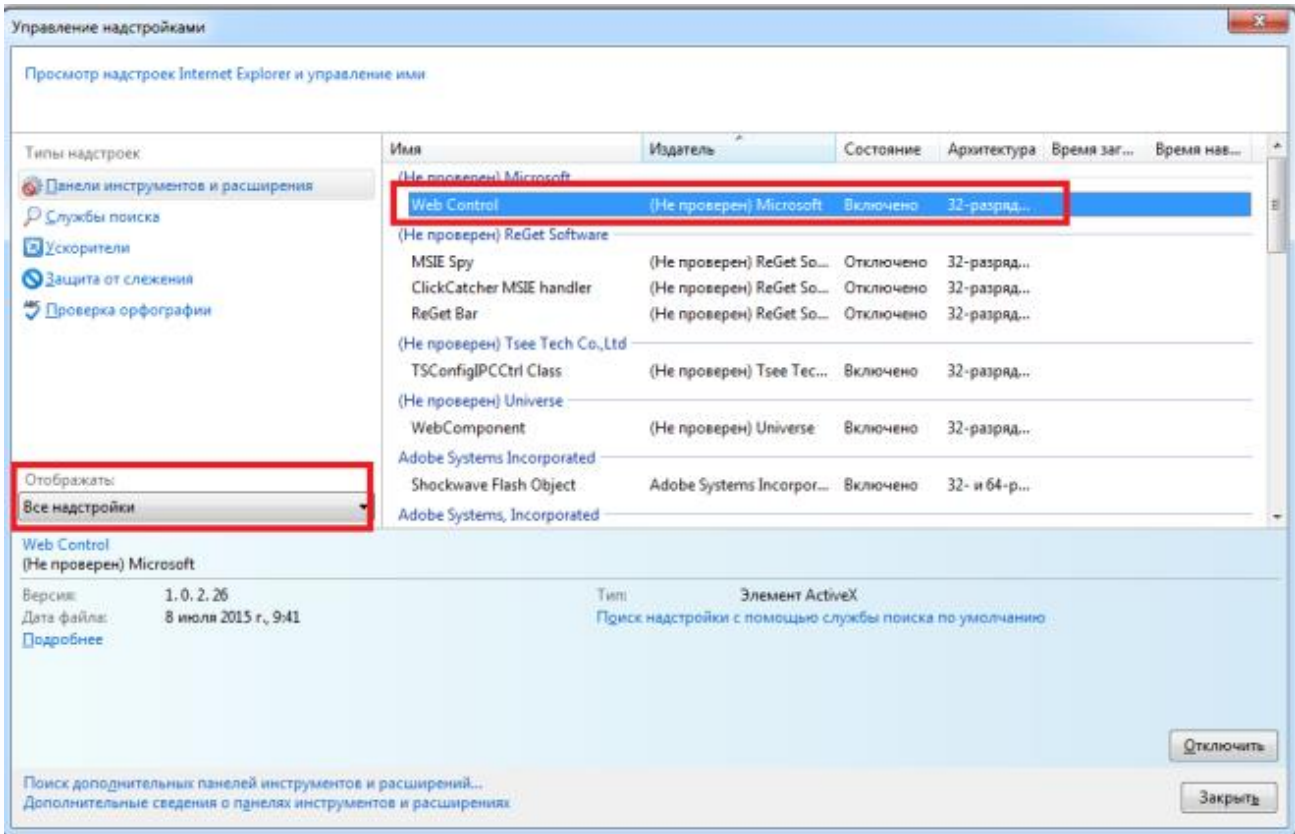 Управление надстройками
Просмотр надстроек Internet Explorer и управление ими
Типы надстроек
Панели инструментов и расширения
Службы поиска
Ускорители
Защита от слежения
Проверка орфографии
Отображать:
Все надстройки
Имя Издатель Состояние Архитектура Время заг... Время нав...
(Не проверен) Microsoft
Web Control (Не проверен) Microsoft Включено 32-разряд...
(Не проверен) ReGet Software
MSIE Spy (Не проверен) ReGet So... Отключено 32-разряд...
ClickCatcher MSIE handler (Не проверен) ReGet So... Отключено 32-разряд...
ReGet Bar (Не проверен) ReGet So... Отключено 32-разряд...
(Не проверен) Tsee Tech Co.,Ltd
TSConfigIPCCtrl Class (Не проверен) Tsee Tec... Включено 32-разряд...
(Не проверен) Universe
WebComponent (Не проверен) Universe Включено 32-разряд...
Adobe Systems Incorporated
Shockwave Flash Object Adobe Systems Incorpor... Включено 32- и 64-р...
Adobe Systems, Incorporated
Web Control
(Не проверен) Microsoft
Версия: 1.0.2.26 Тип: Элемент ActiveX
Дата файла: 8 июля 2015 г., 9:41 Поиск надстройки с помощью службы поиска по умолчанию
Подробнее
Отключить
Поиск дополнительных панелей инструментов и расширений...
Дополнительные сведения о панелях инструментов и расширениях
Закрыть